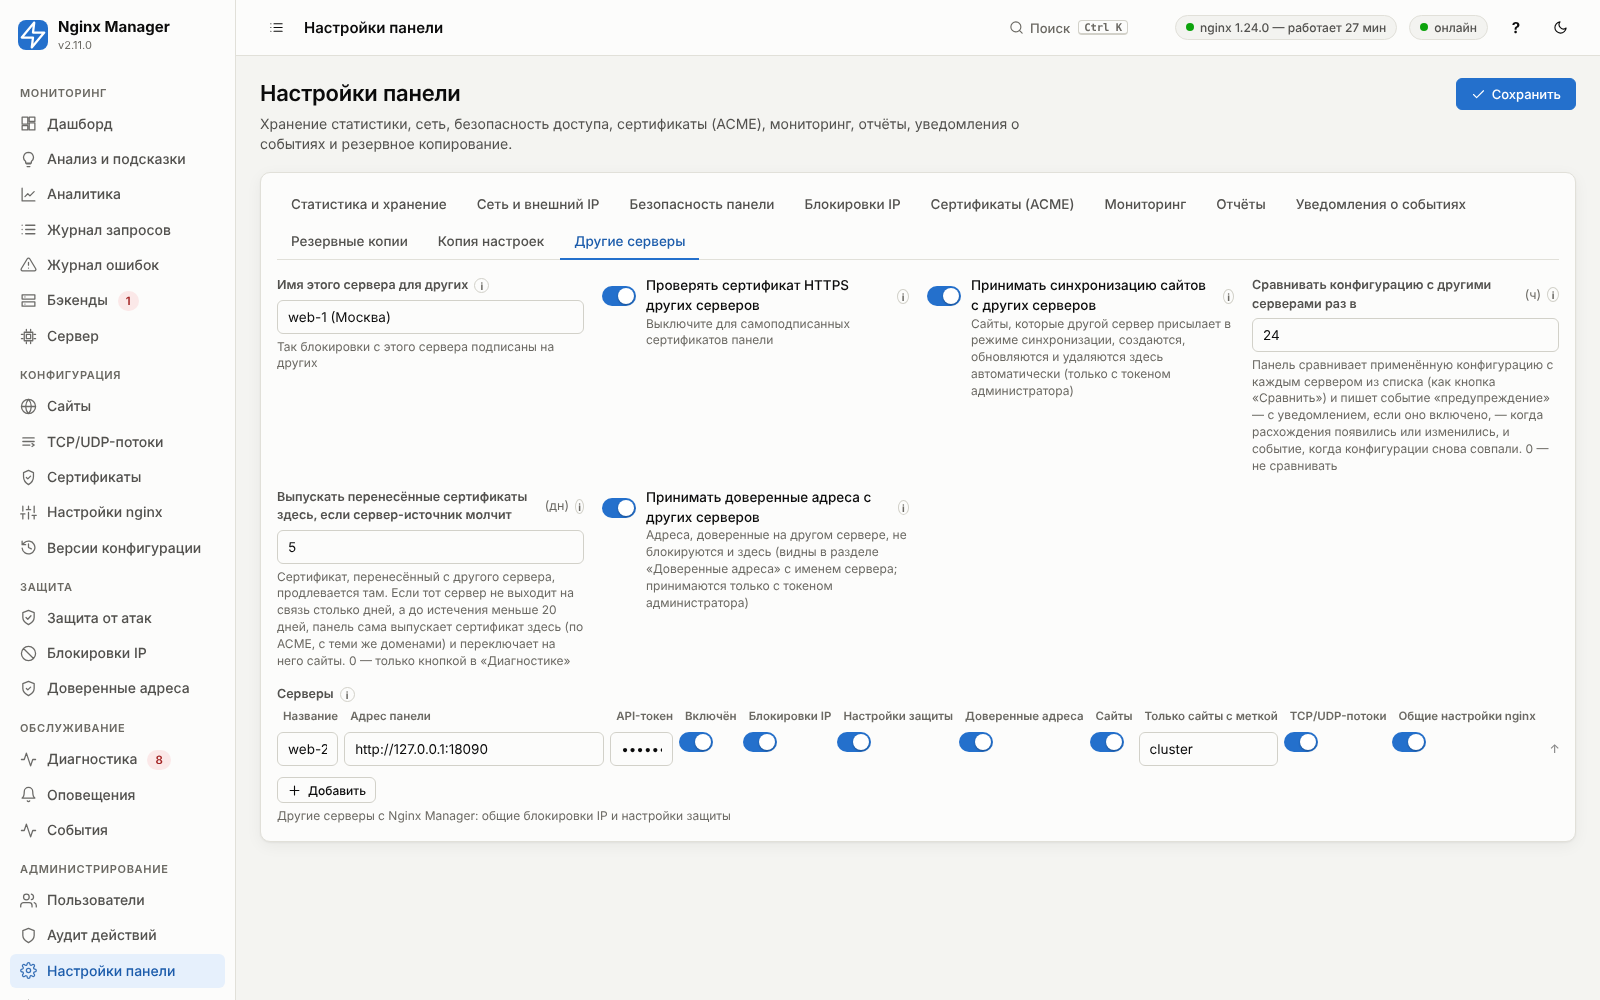 Nginx Manager
v2.11.0
МОНИТОРИНГ
Дашборд
Анализ и подсказки
Аналитика
Журнал запросов
Журнал ошибок
Бэкенды 1
Сервер
КОНФИГУРАЦИЯ
Сайты
TCP/UDP-потоки
Сертификаты
Настройки nginx
Версии конфигурации
ЗАЩИТА
Защита от атак
Блокировки IP
Доверенные адреса
ОБСЛУЖИВАНИЕ
Диагностика 8
Оповещения
События
АДМИНИСТРИРОВАНИЕ
Пользователи
Аудит действий
Настройки панели
Настройки панели
Поиск Ctrl K
nginx 1.24.0 — работает 27 мин
онлайн
?
Настройки панели
Сохранить
Хранение статистики, сеть, безопасность доступа, сертификаты (ACME), мониторинг, отчёты, уведомления о
событиях и резервное копирование.
Статистика и хранение Сеть и внешний IP Безопасность панели Блокировки IP Сертификаты (ACME) Мониторинг Отчёты Уведомления о событиях
Резервные копии Копия настроек Другие серверы
Имя этого сервера для других i
web-1 (Москва)
Так блокировки с этого сервера подписаны на
других
Проверять сертификат HTTPS
других серверов i
Выключите для самоподписанных
сертификатов панели
Принимать синхронизацию сайтов
с других серверов i
Сайты, которые другой сервер присылает в
режиме синхронизации, создаются,
обновляются и удаляются здесь
автоматически (только с токеном
администратора)
Сравнивать конфигурацию с другими
серверами раз в (ч) i
24
Панель сравнивает применённую конфигурацию с
каждым сервером из списка (как кнопка
«Сравнить») и пишет событие «предупреждение»
— с уведомлением, если оно включено, — когда
расхождения появились или изменились, и
событие, когда конфигурации снова совпали. 0 —
не сравнивать
Выпускать перенесённые сертификаты
здесь, если сервер-источник молчит (дн) i
5
Сертификат, перенесённый с другого сервера,
продлевается там. Если тот сервер не выходит на
связь столько дней, а до истечения меньше 20
дней, панель сама выпускает сертификат здесь (по
ACME, с теми же доменами) и переключает на
него сайты. 0 — только кнопкой в «Диагностике»
Принимать доверенные адреса с
других серверов i
Адреса, доверенные на другом сервере, не
блокируются и здесь (видны в разделе
«Доверенные адреса» с именем сервера;
принимаются только с токеном
администратора)
Серверы i
Название Адрес панели API-токен Включён Блокировки IP Настройки защиты Доверенные адреса Сайты Только сайты с меткой TCP/UDP-потоки Общие настройки nginx
web-2 http://127.0.0.1:18090 •••••• cluster ↑
+ Добавить
Другие серверы с Nginx Manager: общие блокировки IP и настройки защиты